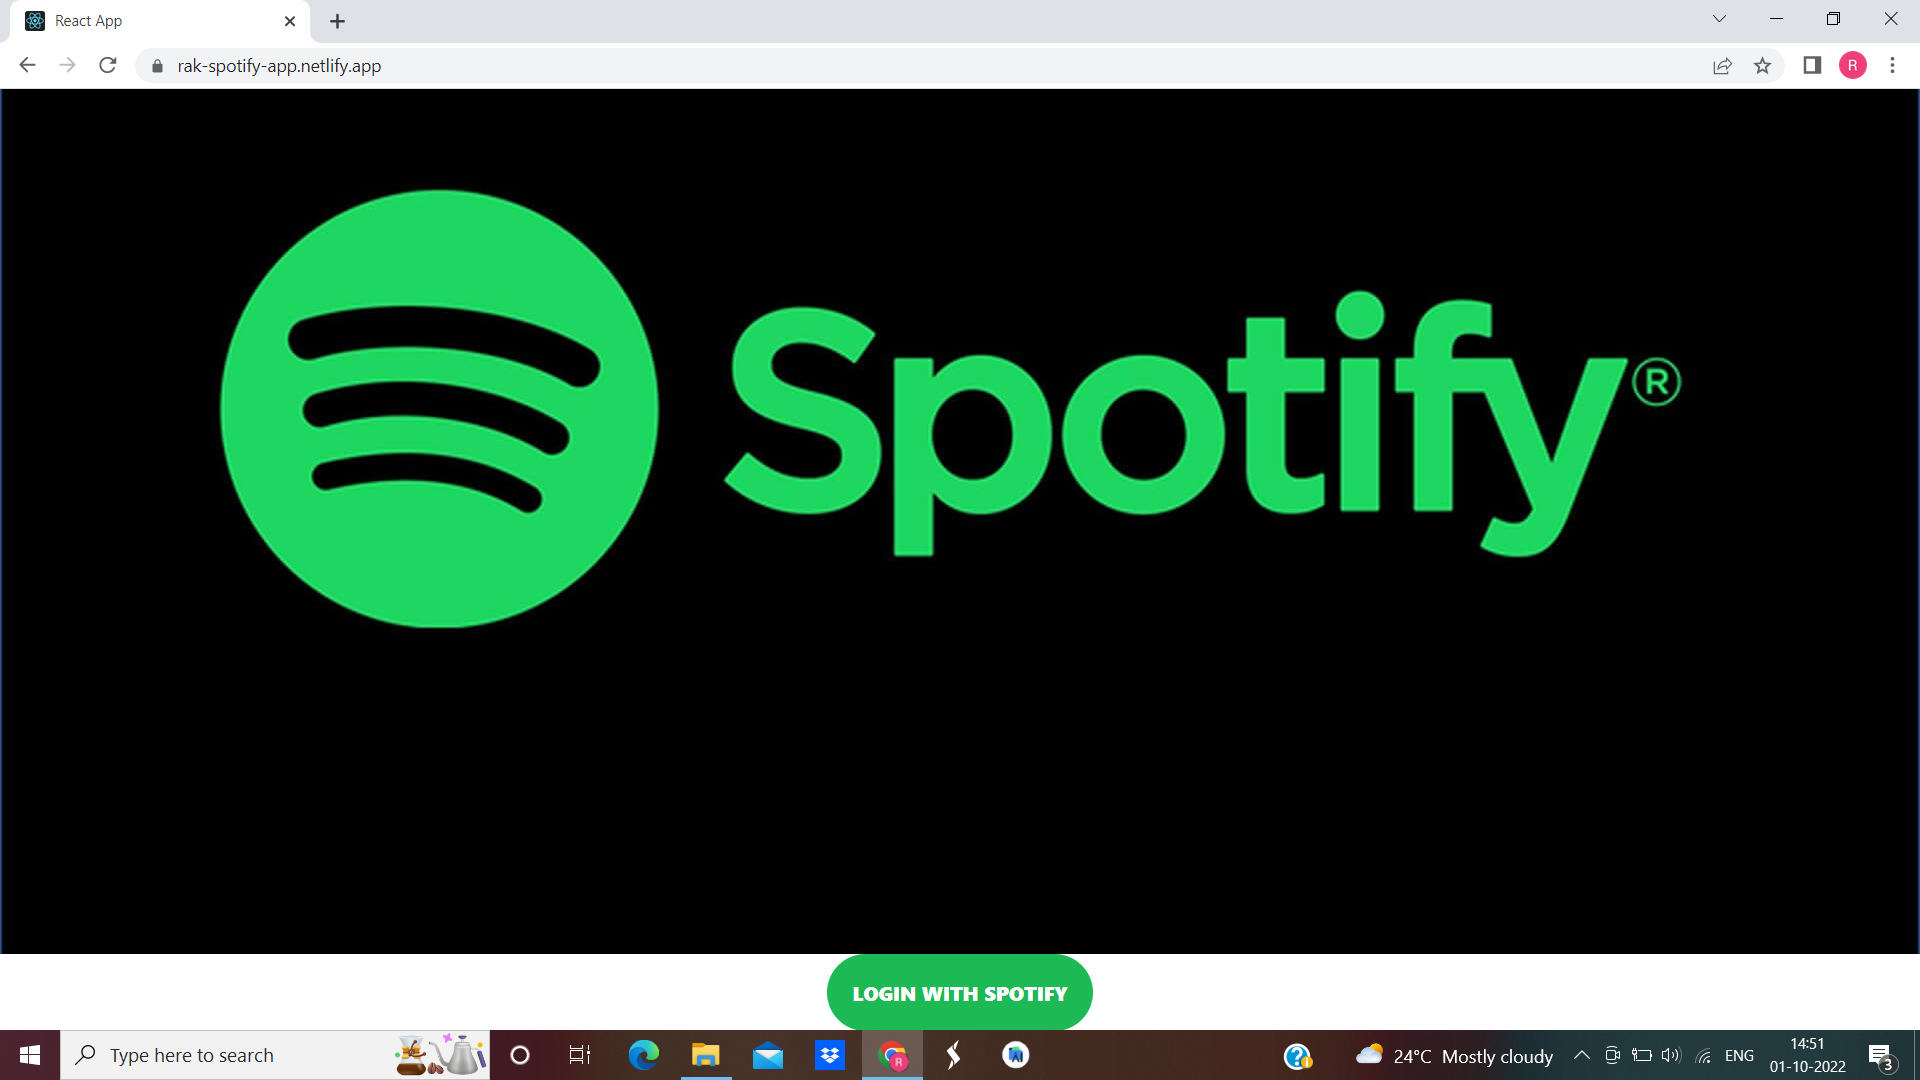 React App
rak-spotify-app.netlify.app
R
Spotify®
LOGIN WITH SPOTIFY
Type here to search
R
24°C Mostly cloudy
ENG
14:51
01-10-2022
3